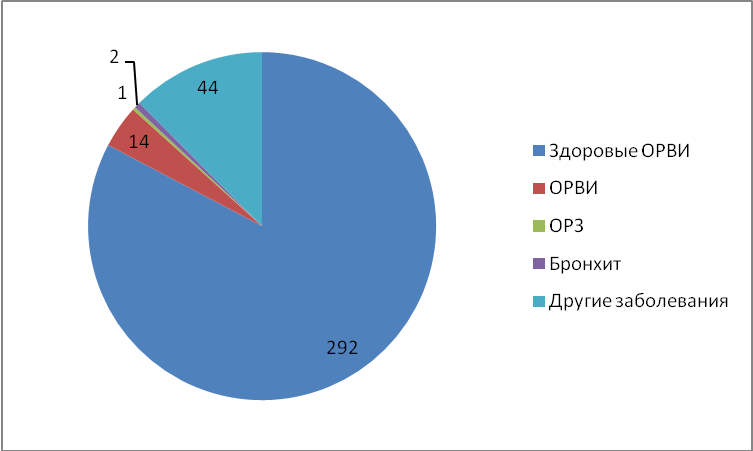 2
1
44
14
292
Здоровые ОРВИ
ОРВИ
ОРЗ
Бронхит
Другие заболевания